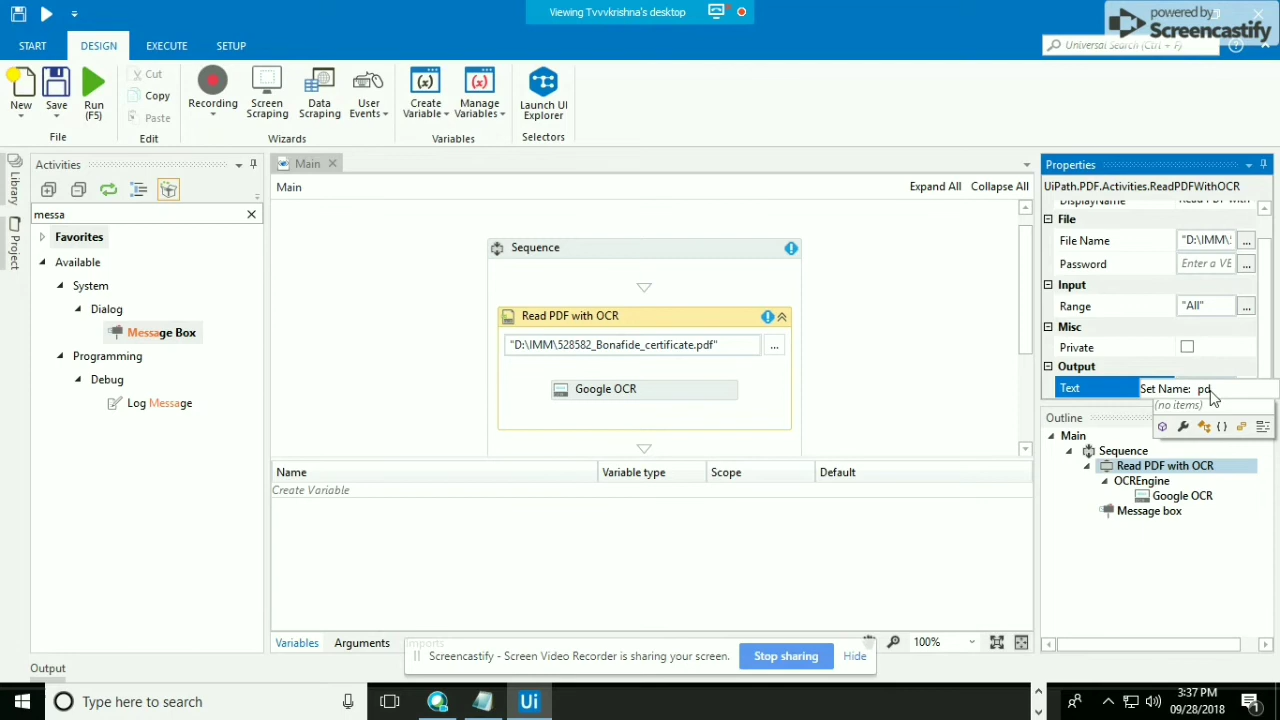 Viewing Tvvvkrishna's desktop
powered by
Screencastify
START
DESIGN
EXECUTE
SETUP
Universal Search (Ctrl + F)
New
Save
Run
(F5)
Cut
Copy
Paste
Recording
Screen
Scraping
Data
Scraping
User
Events
Create
Variable
Manage
Variables
Launch UI
Explorer
File
Edit
Wizards
Variables
Selectors
Library
Project
Activities
messa
Favorites
Available
System
Dialog
Message Box
Programming
Debug
Log Message
Main
Main
Expand All
Collapse All
Sequence
Read PDF with OCR
"D:\IMM\528582_Bonafide_certificate.pdf"
...
Google OCR
Name
Variable type
Scope
Default
Create Variable
Variables
Arguments
Imports
100%
Properties
UiPath.PDF.Activities.ReadPDFWithOCR
DisplayName
Read PDF with
File
File Name
"D:\IMM\
...
Password
Enter a VE
...
Input
Range
"All"
...
Misc
Private
Output
Text
Set Name: pd
(no items)
Outline
Main
Sequence
Read PDF with OCR
OCREngine
Google OCR
Message box
Screencastify - Screen Video Recorder is sharing your screen.
Stop sharing
Hide
Output
Type here to search
Ui
3:37 PM
09/28/2018
1